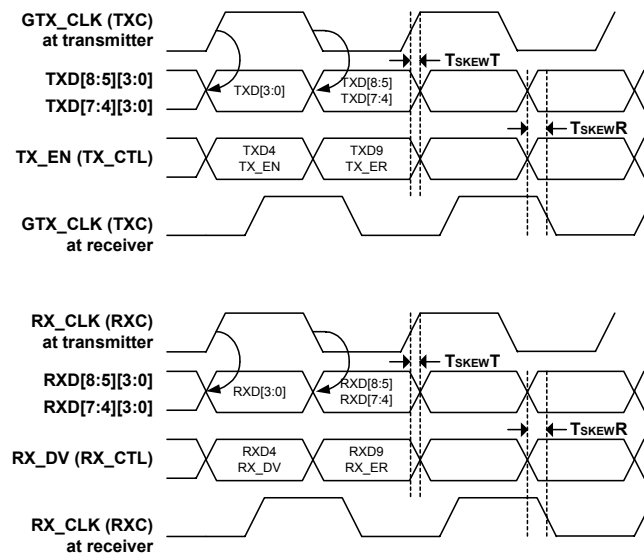 GTX_CLK (TXC)
at transmitter
TSKEWT
TXD[8:5][3:0]
TXD[7:4][3:0]
TXD[3:0]
TXD[8:5]
TXD[7:4]
TSKEWR
TX_EN (TX_CTL)
TXD4
TX_EN
TXD9
TX_ER
GTX_CLK (TXC)
at receiver
RX_CLK (RXC)
at transmitter
TSKEWT
RXD[8:5][3:0]
RXD[7:4][3:0]
RXD[3:0]
RXD[8:5]
RXD[7:4]
TSKEWR
RX_DV (RX_CTL)
RXD4
RX_DV
RXD9
RX_ER
RX_CLK (RXC)
at receiver